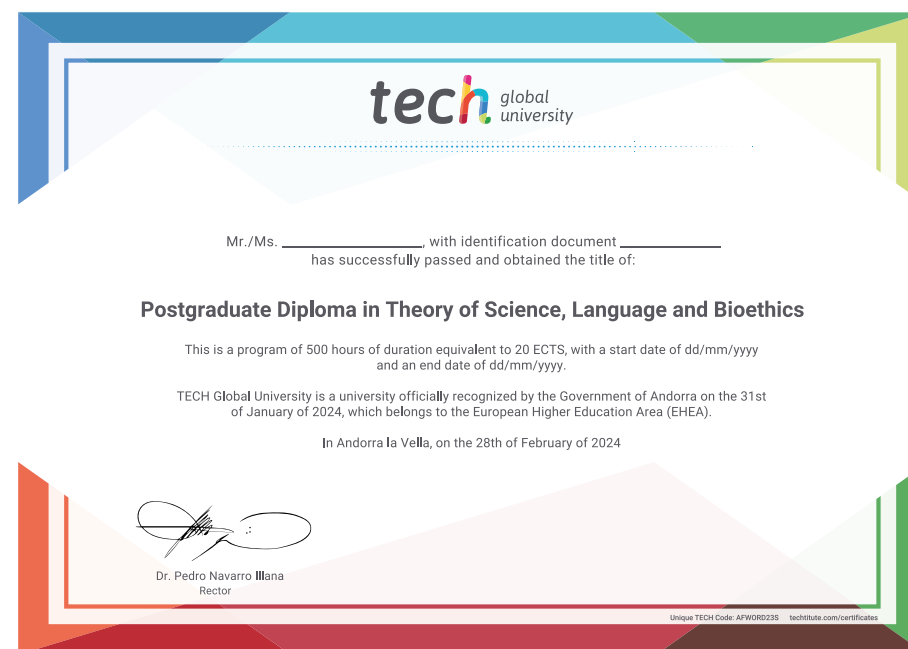 tech global
university
Mr./Ms. ____________, with identification document ____________
has successfully passed and obtained the title of:
Postgraduate Diploma in Theory of Science, Language and Bioethics
This is a program of 500 hours of duration equivalent to 20 ECTS, with a start date of dd/mm/yyyy
and an end date of dd/mm/yyyy.
TECH Global University is a university officially recognized by the Government of Andorra on the 31st
of January of 2024, which belongs to the European Higher Education Area (EHEA).
In Andorra la Vella, on the 28th of February of 2024
Dr. Pedro Navarro Illana
Rector
Unique TECH Code: AFWORD23S techtitute.com/certificates